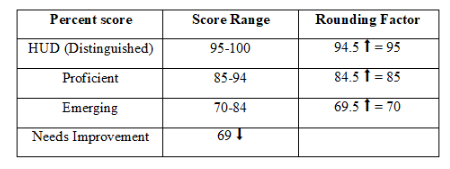 Percent score Score Range Rounding Factor
HUD (Distinguished) 95-100 94.5 ⬆ = 95
Proficient 85-94 84.5 ⬆ = 85
Emerging 70-84 69.5 ⬆ = 70
Needs Improvement 69 ⬇